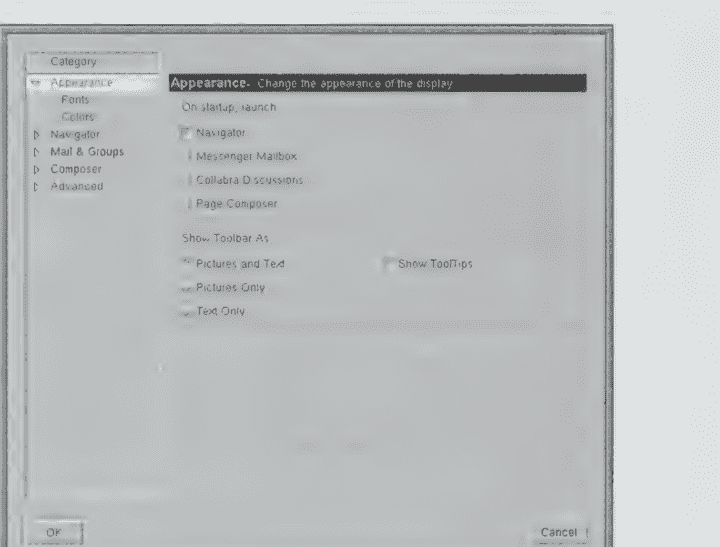 Category
Appearance
Fonts
Colors
Navigator
Mail & Groups
Composer
Advanced
Appearance- Change the appearance of the display
On startup, launch
Navigator
Messenger Mailbox
Collabra Discussions
Page Composer
Show Toolbar As
Pictures and Text
Show ToolTips
Pictures Only
Text Only
OK
Cancel